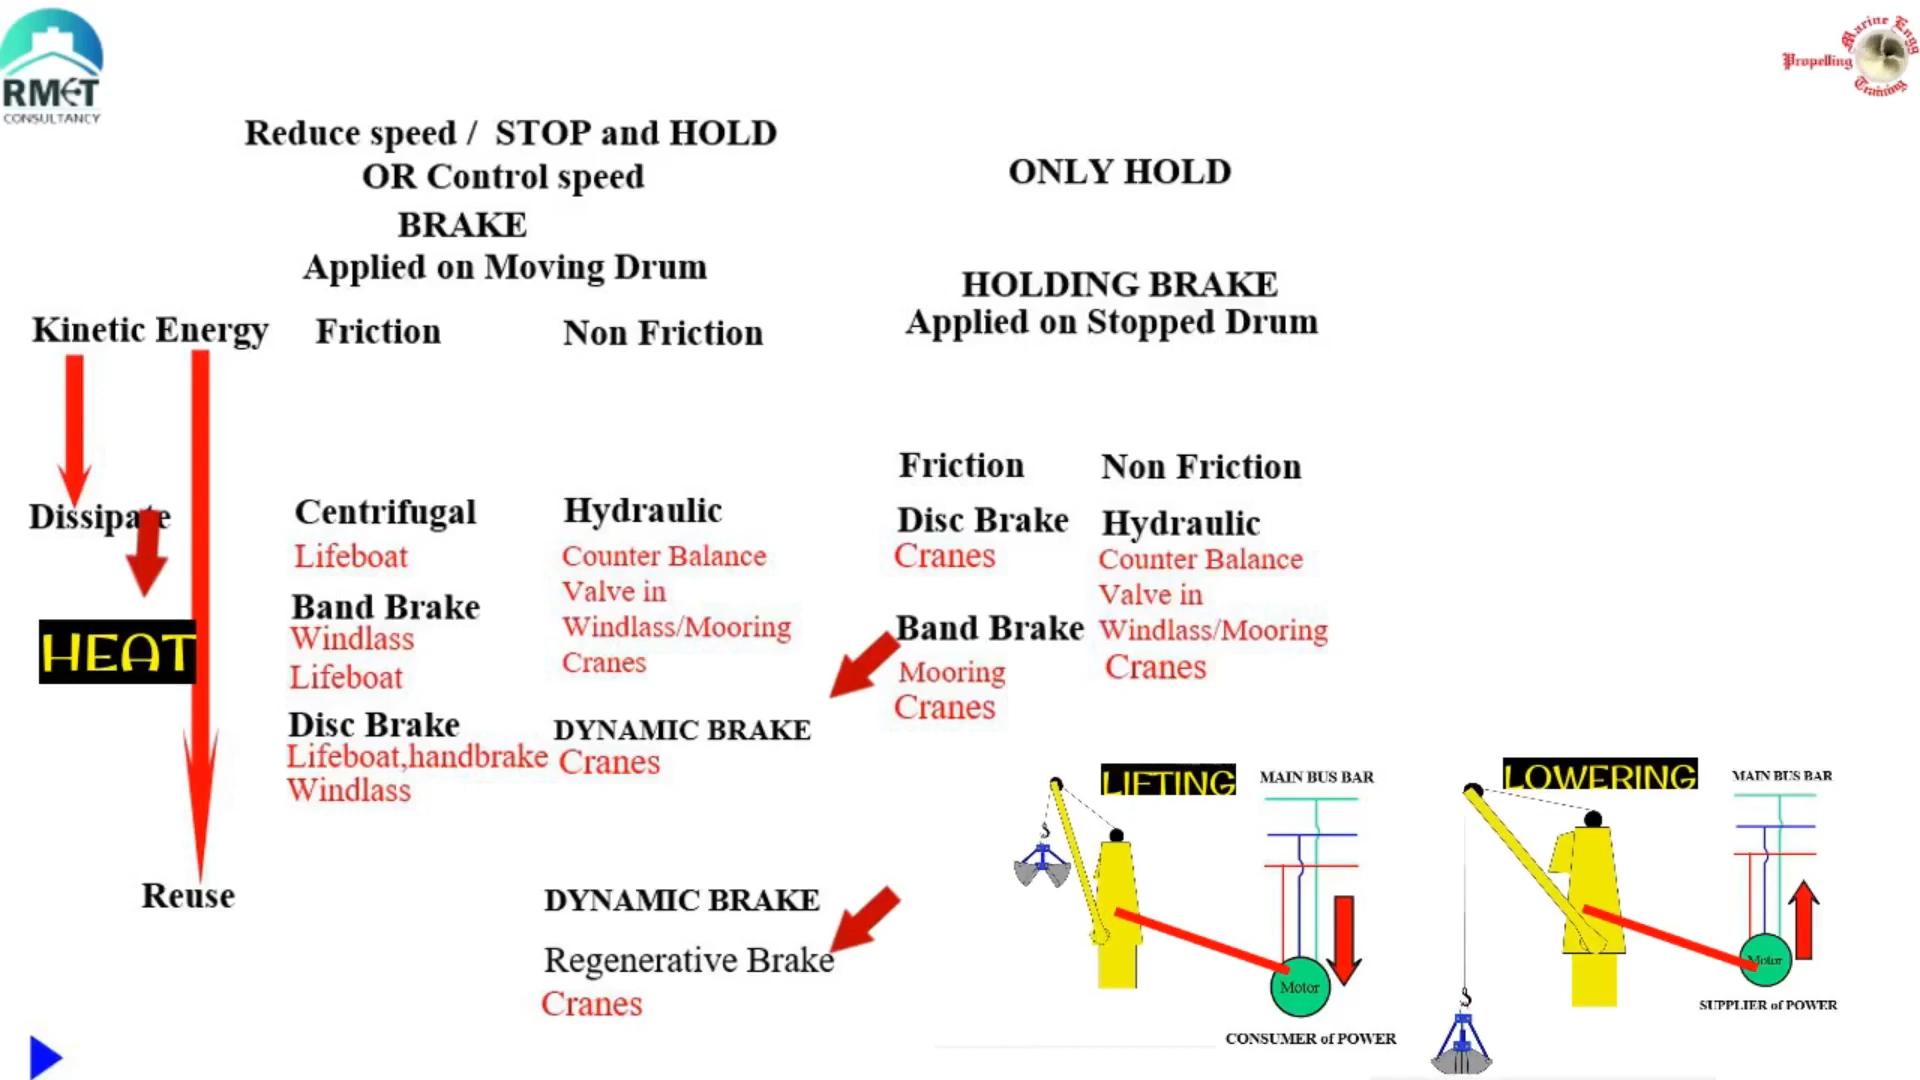 RMET
CONSULTANCY
Marine Engg
Propelling
Training
Reduce speed / STOP and HOLD
OR Control speed
BRAKE
Applied on Moving Drum
ONLY HOLD
HOLDING BRAKE
Applied on Stopped Drum
Kinetic Energy
Friction
Non Friction
Dissipate
HEAT
Reuse
Centrifugal
Lifeboat
Band Brake
Windlass
Lifeboat
Disc Brake
Lifeboat,handbrake
Windlass
Hydraulic
Counter Balance
Valve in
Windlass/Mooring
Cranes
DYNAMIC BRAKE
Cranes
DYNAMIC BRAKE
Regenerative Brake
Cranes
Friction
Disc Brake
Cranes
Band Brake
Mooring
Cranes
Non Friction
Hydraulic
Counter Balance
Valve in
Windlass/Mooring
Cranes
LIFTING
MAIN BUS BAR
Motor
CONSUMER of POWER
LOWERING
MAIN BUS BAR
Motor
SUPPLIER of POWER